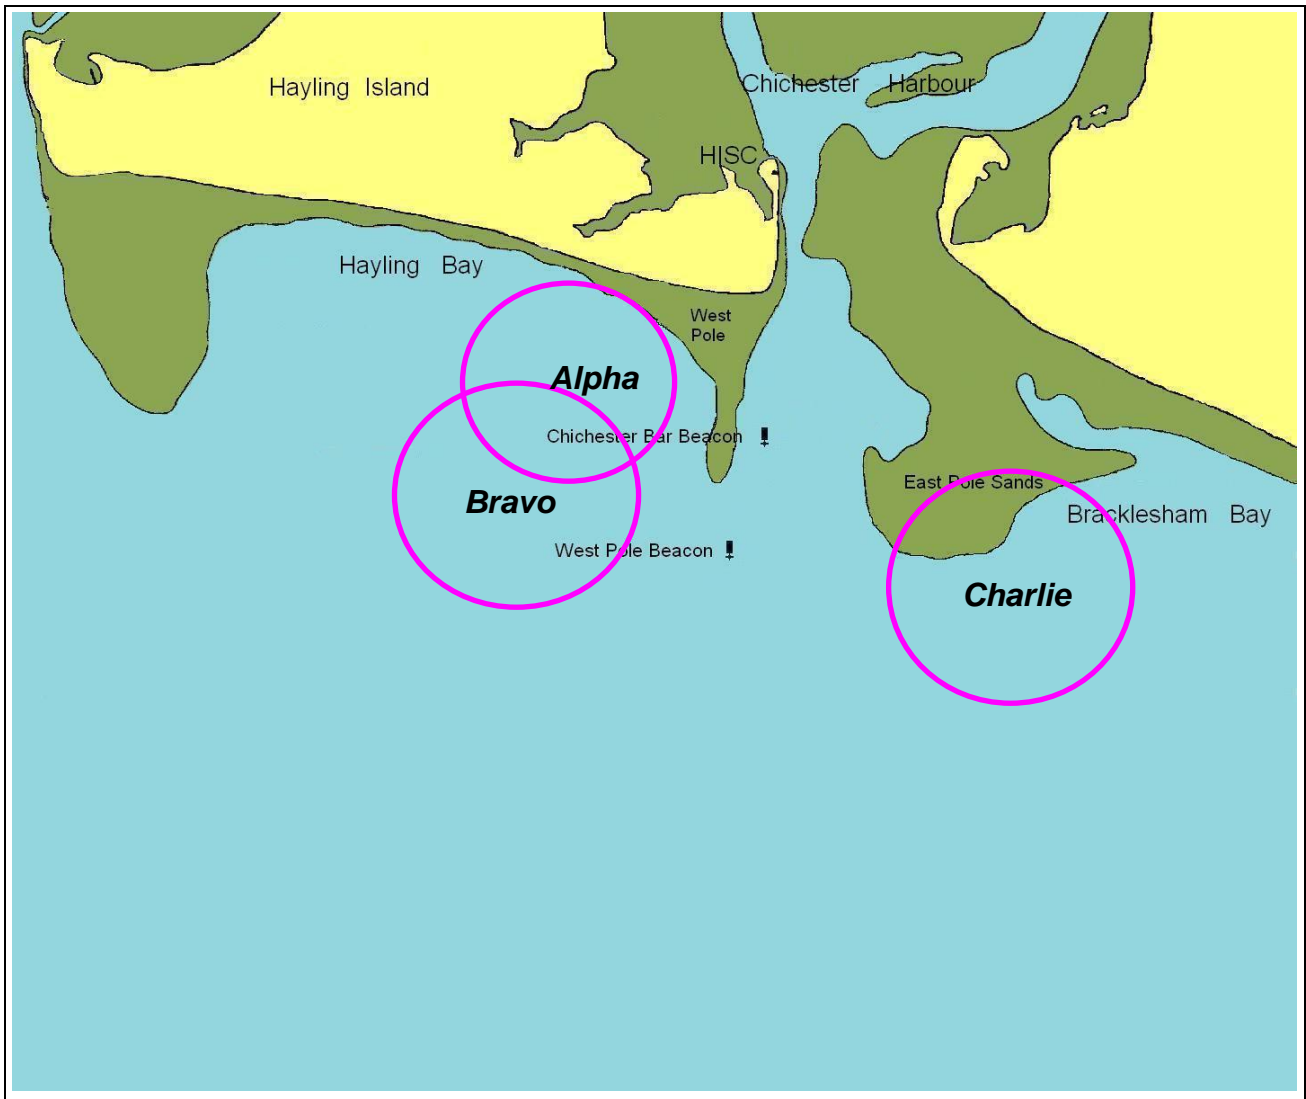 Hayling Island
Chichester Harbour
HISC
Hayling Bay
West
Pole
Alpha
Chichester Bar Beacon
East Pole Sands
Bravo
Bracklesham Bay
West Pole Beacon
Charlie